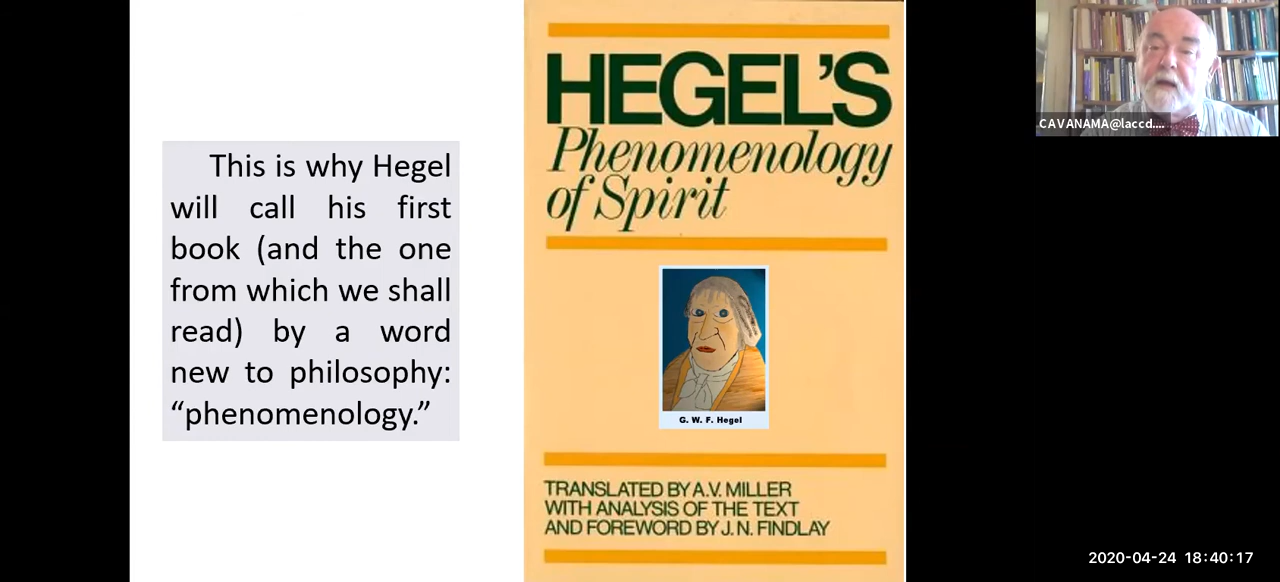 This is why Hegel
will call his first
book (and the one
from which we shall
read) by a word
new to philosophy:
“phenomenology.”
HEGEL'S
Phenomenology
of Spirit
G. W. F. Hegel
TRANSLATED BY A.V. MILLER
WITH ANALYSIS OF THE TEXT
AND FOREWORD BY J. N. FINDLAY
CAVANAMA@laccd....
2020-04-24 18:40:17